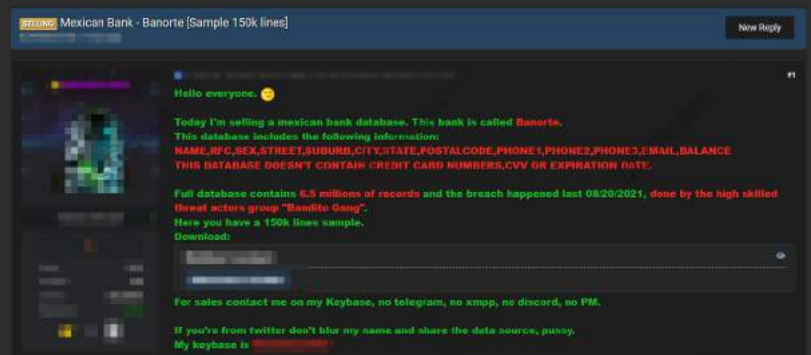 SELLING Mexican Bank - Banorte [Sample 150k lines]
New Reply
#1
Hello everyone.
Today I'm selling a mexican bank database. This bank is called Banorte.
This database includes the following information:
NAME,RFC,SEX,STREET,SUBURB,CITY,STATE,POSTALCODE,PHONE1,PHONE2,PHONE3,EMAIL,BALANCE
THIS DATABASE DOESN'T CONTAIN CREDIT CARD NUMBERS,CVV OR EXPIRATION DATE.
Full database contains 6.5 millions of records and the breach happened last 08/20/2021, done by the high skilled
threat actors group "Bandito Gang".
Here you have a 150k lines sample.
Download:
For sales contact me on my Keybase, no telegram, no xmpp, no discord, no PM.
If you're from twitter don't blur my name and share the data source, pussy.
My keybase is